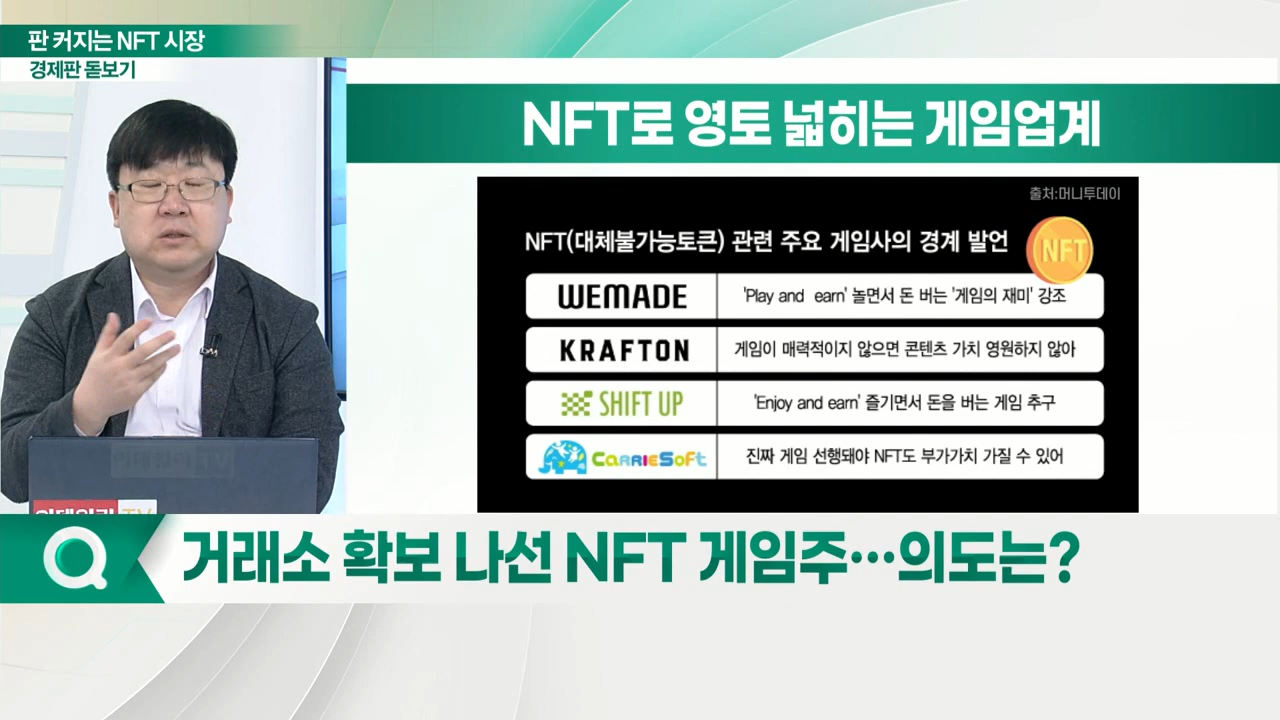 판 커지는 NFT 시장
경제판 돋보기
NFT로 영토 넓히는 게임업계
출처:머니투데이
NFT(대체불가능토큰) 관련 주요 게임사의 경계 발언
NFT
WEMADE
'Play and earn' 놀면서 돈 버는 '게임의 재미' 강조
KRAFTON
게임이 매력적이지 않으면 콘텐츠 가치 영원하지 않아
SHIFT UP
'Enjoy and earn' 즐기면서 돈을 버는 게임 추구
CARRIESOFT
진짜 게임 선행돼야 NFT도 부가가치 가질 수 있어
거래소 확보 나선 NFT 게임주…의도는?